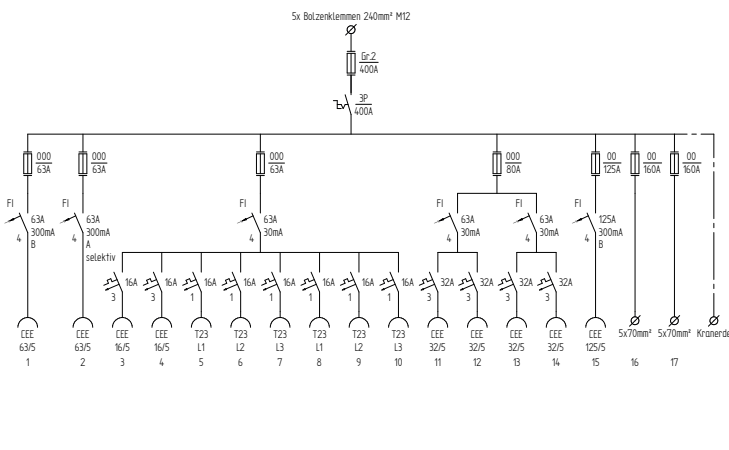 5x Bolzenklemmen 240mm² M12
Gr.2
400A
3P
400A
000
63A
000
63A
000
63A
000
80A
00
125A
00
160A
00
160A
FI
63A
300mA
4
B
FI
63A
300mA
4
A
selektiv
FI
63A
30mA
4
FI
63A
30mA
4
FI
63A
30mA
4
FI
125A
300mA
4
B
16A
3
16A
3
16A
1
16A
1
16A
1
16A
1
16A
1
16A
1
32A
3
32A
3
32A
3
32A
3
CEE CEE CEE CEE T23 T23 T23 T23 T23 T23 CEE CEE CEE CEE CEE 5x70mm² 5x70mm² Kranerde
63/5 63/5 16/5 16/5 L1 L2 L3 L1 L2 L3 32/5 32/5 32/5 32/5 125/5
1 2 3 4 5 6 7 8 9 10 11 12 13 14 15 16 17